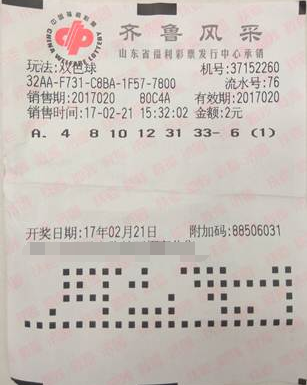 齐鲁风采
山东省福利彩票发行中心承销
玩法:双色球 机号:37152260
32AA-F731-C8BA-1F57-7800 流水号:76
销售期:2017020 80C4A 有效期:2017020
销售时间:17-02-21 15:32:02 金额:2元
A. 4 8 10 12 31 33- 6 (1)
开奖日期:17年02月21日 附加码:88506031